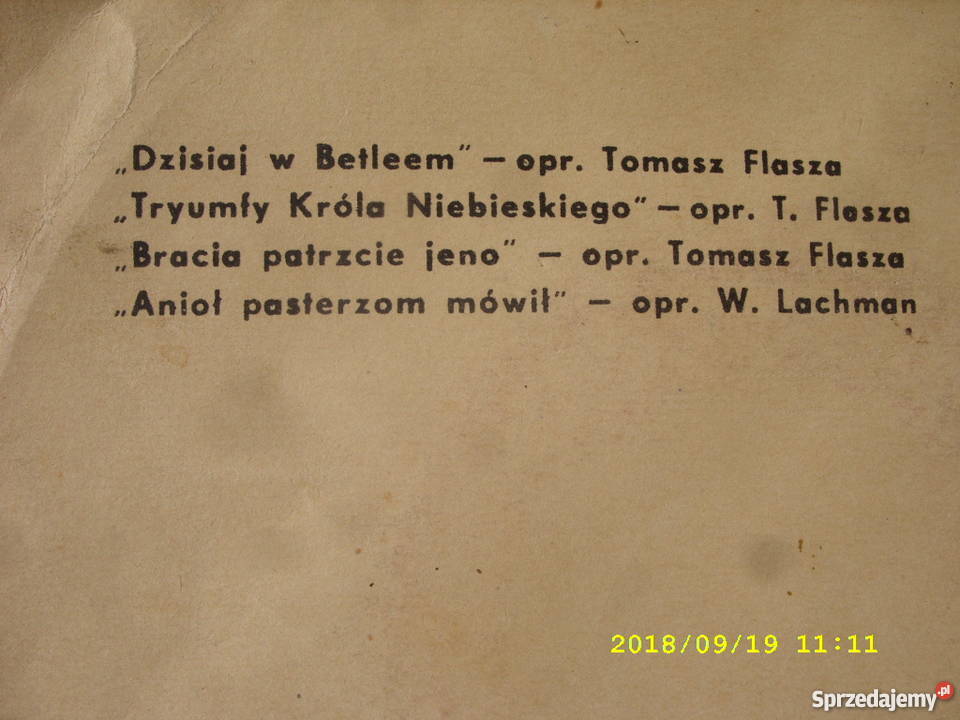 „Dzisiaj w Betleem" – opr. Tomasz Flasza
„Tryumfy Króla Niebieskiego" – opr. T. Flasza
„Bracia patrzcie jeno" – opr. Tomasz Flasza
„Anioł pasterzom mówił" – opr. W. Lachman
2018/09/19 11:11
Sprzedajemy.pl